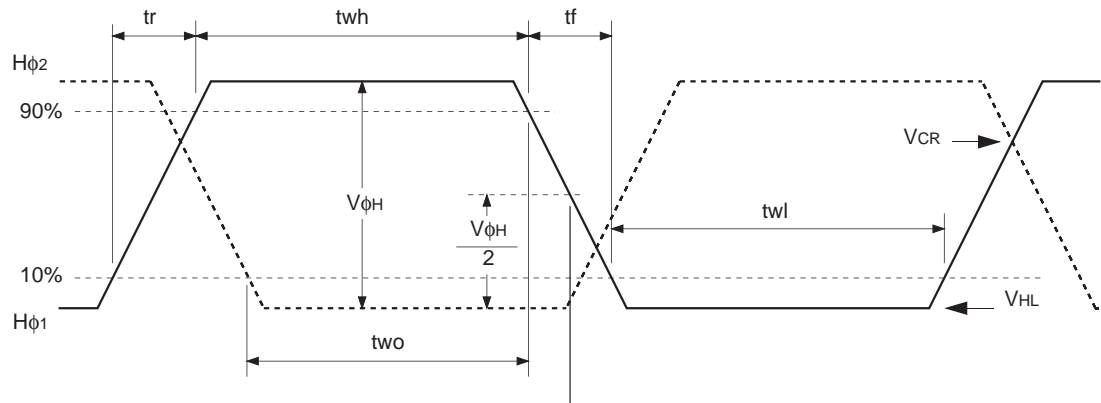 tr
twh
tf
Hϕ2
90%
VCR
VϕH
VϕH
2
twl
10%
VHL
Hϕ1
two